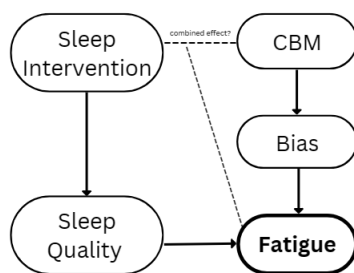 Sleep
Intervention
combined effect?
CBM
Bias
Sleep
Quality
Fatigue